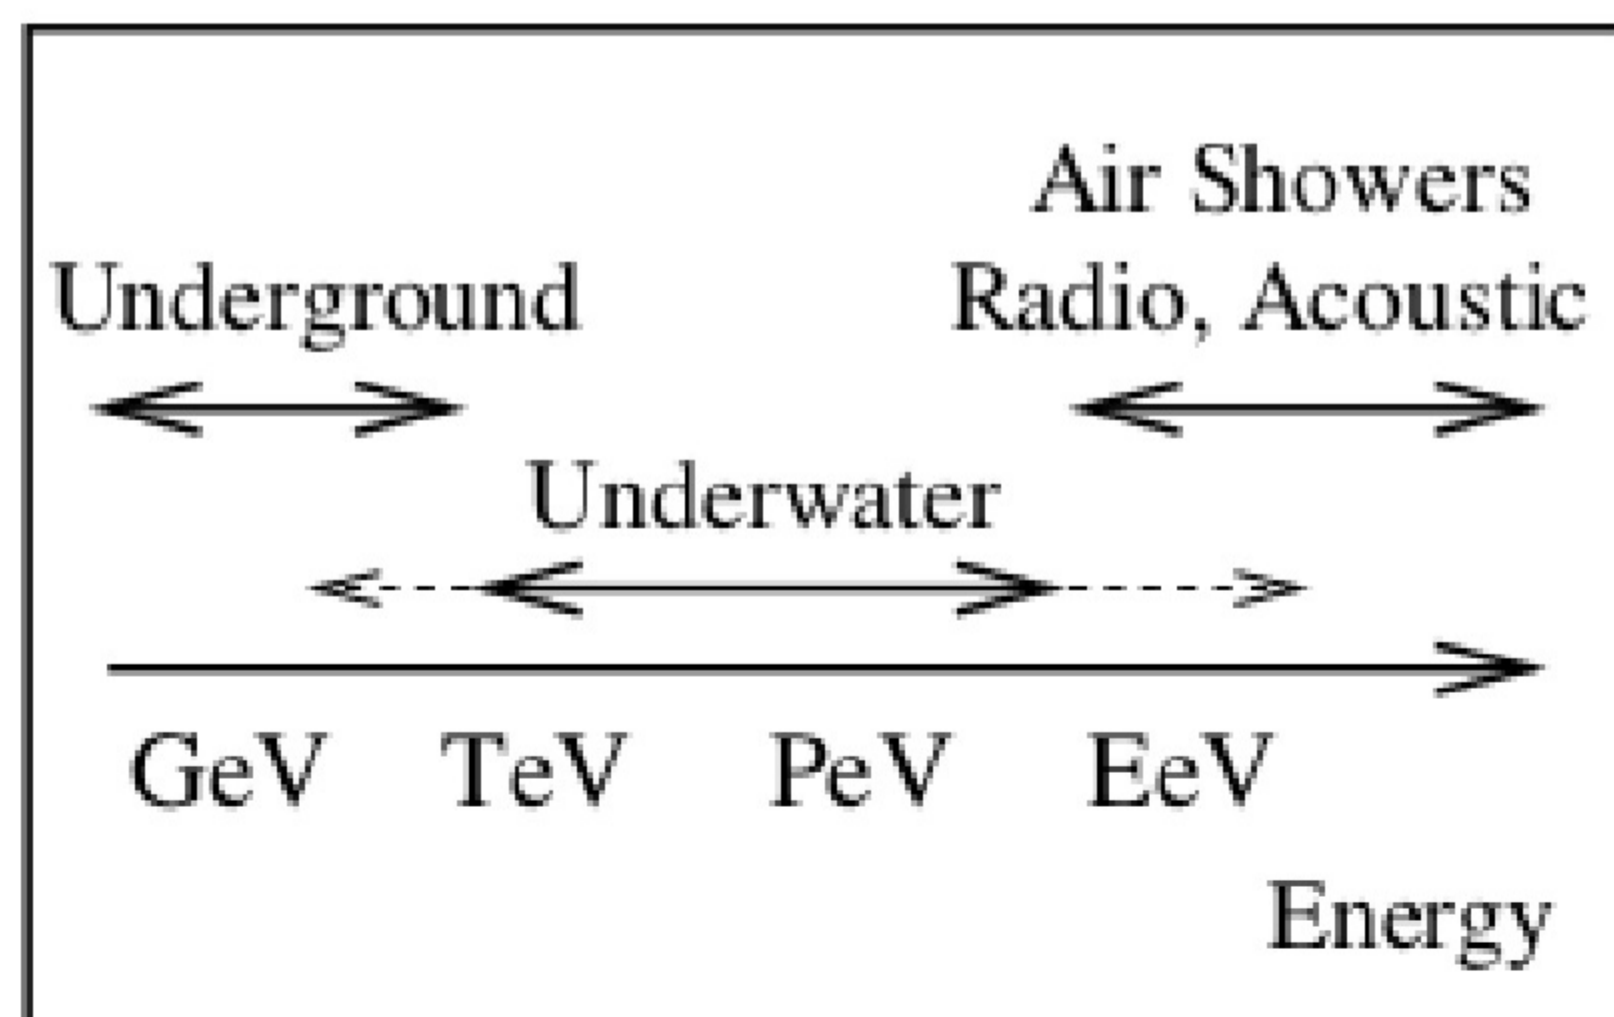 Air Showers
Underground
Radio, Acoustic
Underwater
GeV TeV PeV EeV
Energy